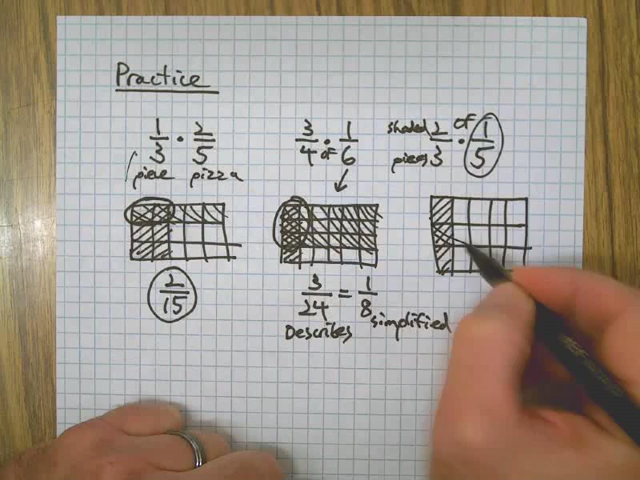 Practice
1/3 · 2/5
piece pizza
2/15
3/4 · 1/6
of
3/24 = 1/8
Describes simplified
shaded 2/3 · 1/5
of
pieces